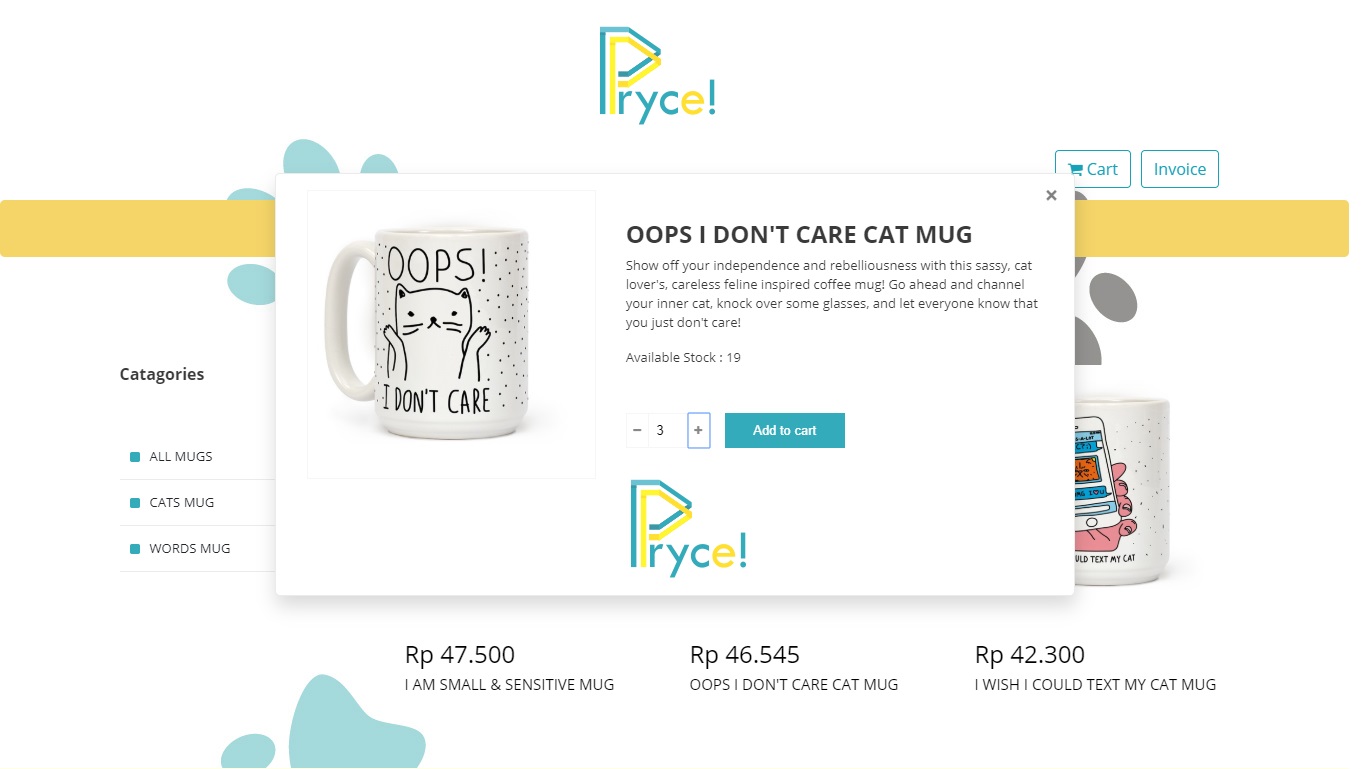 Pryce!
Cart
Invoice
×
OOPS!
I DON'T CARE
OOPS I DON'T CARE CAT MUG
Show off your independence and rebelliousness with this sassy, cat
lover's, careless feline inspired coffee mug! Go ahead and channel
your inner cat, knock over some glasses, and let everyone know that
you just don't care!
Available Stock : 19
− 3 +
Add to cart
Pryce!
Catagories
ALL MUGS
CATS MUG
WORDS MUG
TEXT MY CAT
Rp 47.500
I AM SMALL & SENSITIVE MUG
Rp 46.545
OOPS I DON'T CARE CAT MUG
Rp 42.300
I WISH I COULD TEXT MY CAT MUG